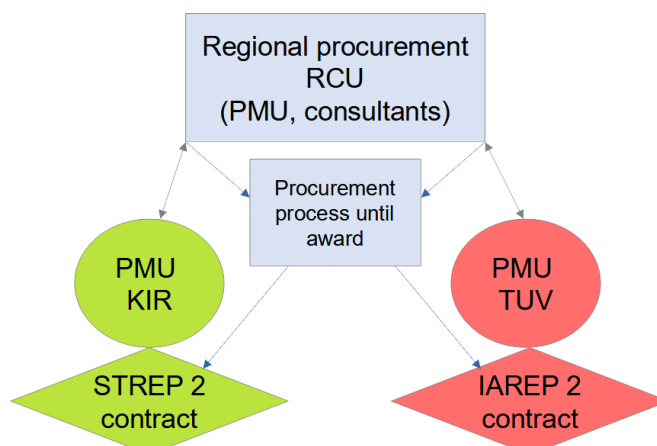 Regional procurement
RCU
(PMU, consultants)
Procurement
process until
award
PMU
KIR
PMU
TUV
STREP 2
contract
IAREP 2
contract